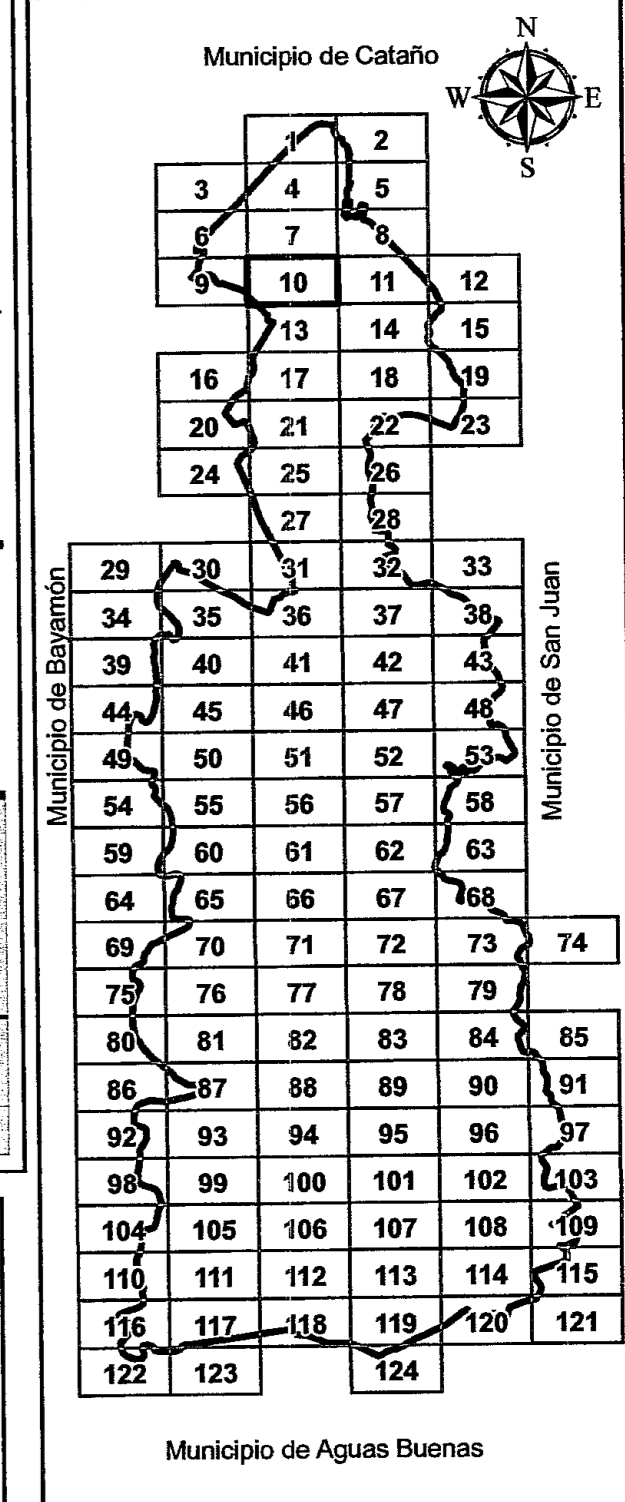 N
Municipio de Cataño
W E
S
1 2
3 4 5
6 7 8
9 10 11 12
13 14 15
16 17 18 19
20 21 22 23
24 25 26
27 28
29 30 31 32 33
34 35 36 37 38
39 40 41 42 43
44 45 46 47 48
49 50 51 52 53
54 55 56 57 58
59 60 61 62 63
64 65 66 67 68
69 70 71 72 73 74
75 76 77 78 79
80 81 82 83 84 85
86 87 88 89 90 91
92 93 94 95 96 97
98 99 100 101 102 103
104 105 106 107 108 109
110 111 112 113 114 115
116 117 118 119 120 121
122 123 124
Municipio de Bayamón
Municipio de San Juan
Municipio de Aguas Buenas